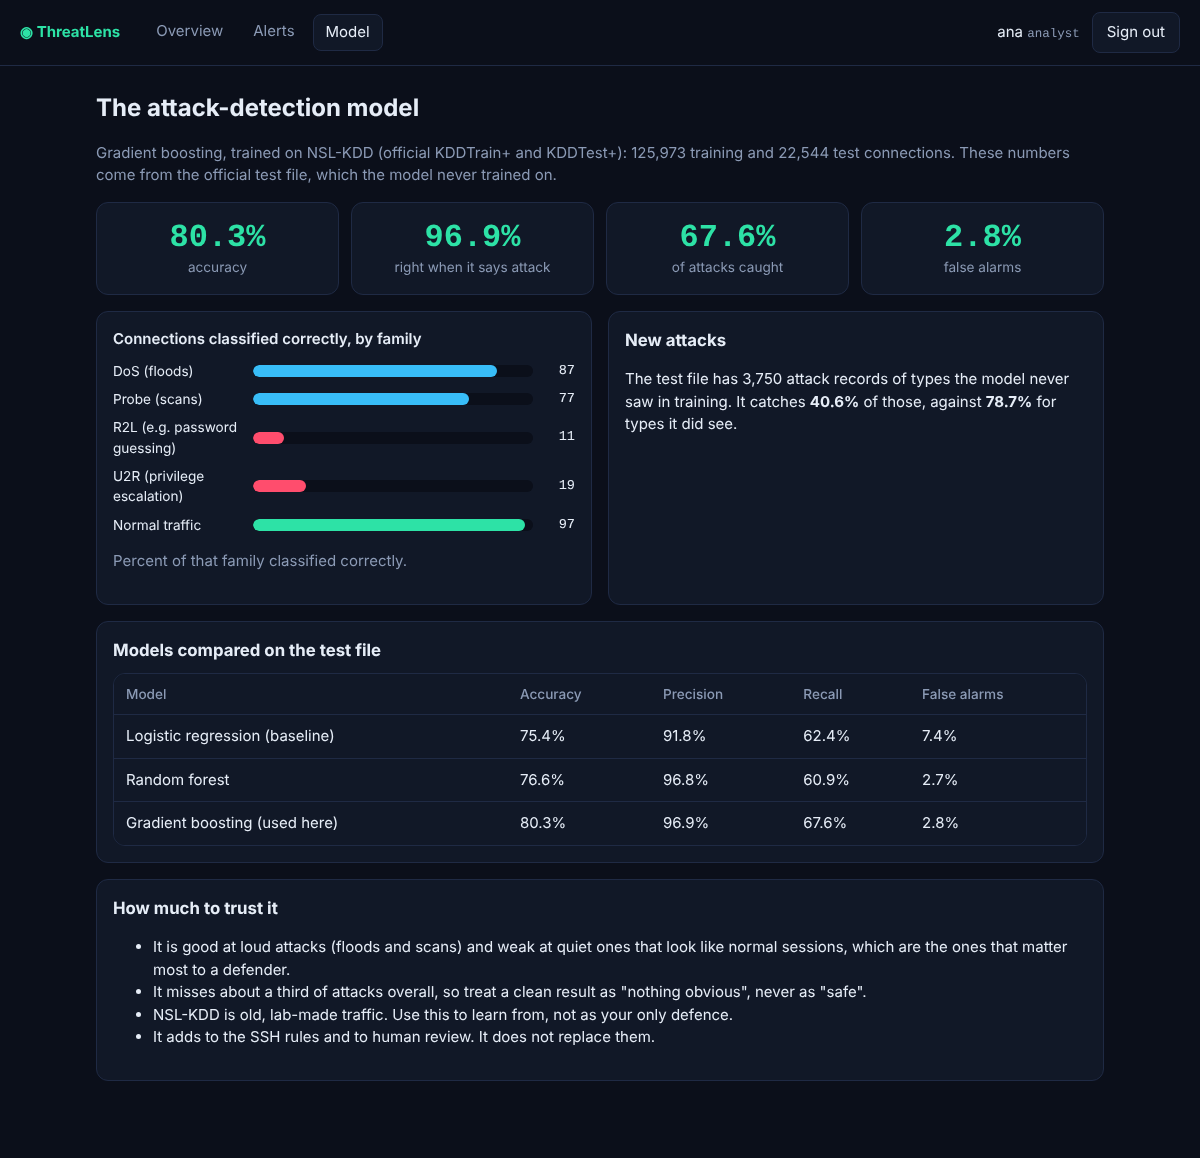 ◉ ThreatLens
Overview
Alerts
Model
ana analyst
Sign out
The attack-detection model
Gradient boosting, trained on NSL-KDD (official KDDTrain+ and KDDTest+): 125,973 training and 22,544 test connections. These numbers
come from the official test file, which the model never trained on.
80.3%
accuracy
96.9%
right when it says attack
67.6%
of attacks caught
2.8%
false alarms
Connections classified correctly, by family
DoS (floods) 87
Probe (scans) 77
R2L (e.g. password
guessing) 11
U2R (privilege
escalation) 19
Normal traffic 97
Percent of that family classified correctly.
New attacks
The test file has 3,750 attack records of types the model never
saw in training. It catches 40.6% of those, against 78.7% for
types it did see.
Models compared on the test file
Model Accuracy Precision Recall False alarms
Logistic regression (baseline) 75.4% 91.8% 62.4% 7.4%
Random forest 76.6% 96.8% 60.9% 2.7%
Gradient boosting (used here) 80.3% 96.9% 67.6% 2.8%
How much to trust it
• It is good at loud attacks (floods and scans) and weak at quiet ones that look like normal sessions, which are the ones that matter
most to a defender.
• It misses about a third of attacks overall, so treat a clean result as "nothing obvious", never as "safe".
• NSL-KDD is old, lab-made traffic. Use this to learn from, not as your only defence.
• It adds to the SSH rules and to human review. It does not replace them.